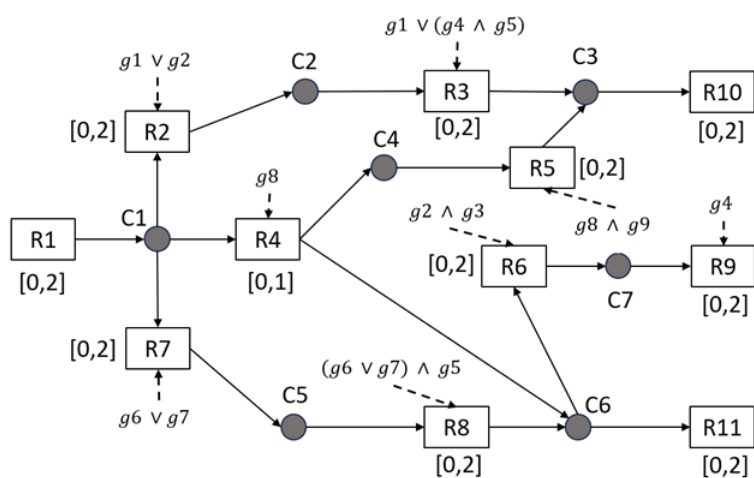 g1 ∨ (g4 ∧ g5)
g1 ∨ g2
C2
C3
R3
R10
[0,2]
R2
[0,2]
[0,2]
C4
g8
R5
[0,2]
g2 ∧ g3
g8 ∧ g9
g4
C1
R1
R4
R6
R9
[0,2]
[0,2]
[0,1]
C7
[0,2]
[0,2]
R7
(g6 ∨ g7) ∧ g5
C5
C6
g6 ∨ g7
R8
R11
[0,2]
[0,2]